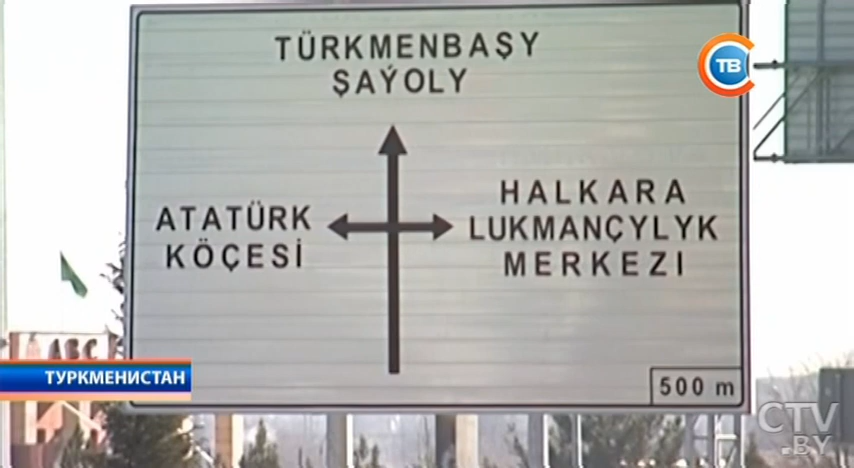 TÜRKMENBAŞY
ŞAÝOLY
ATATÜRK
KÖÇESİ
HALKARA
LUKMANÇYLYK
MERKEZI
500 m
ABC
ТУРКМЕНИСТАН
ТВ
CTV
.BY